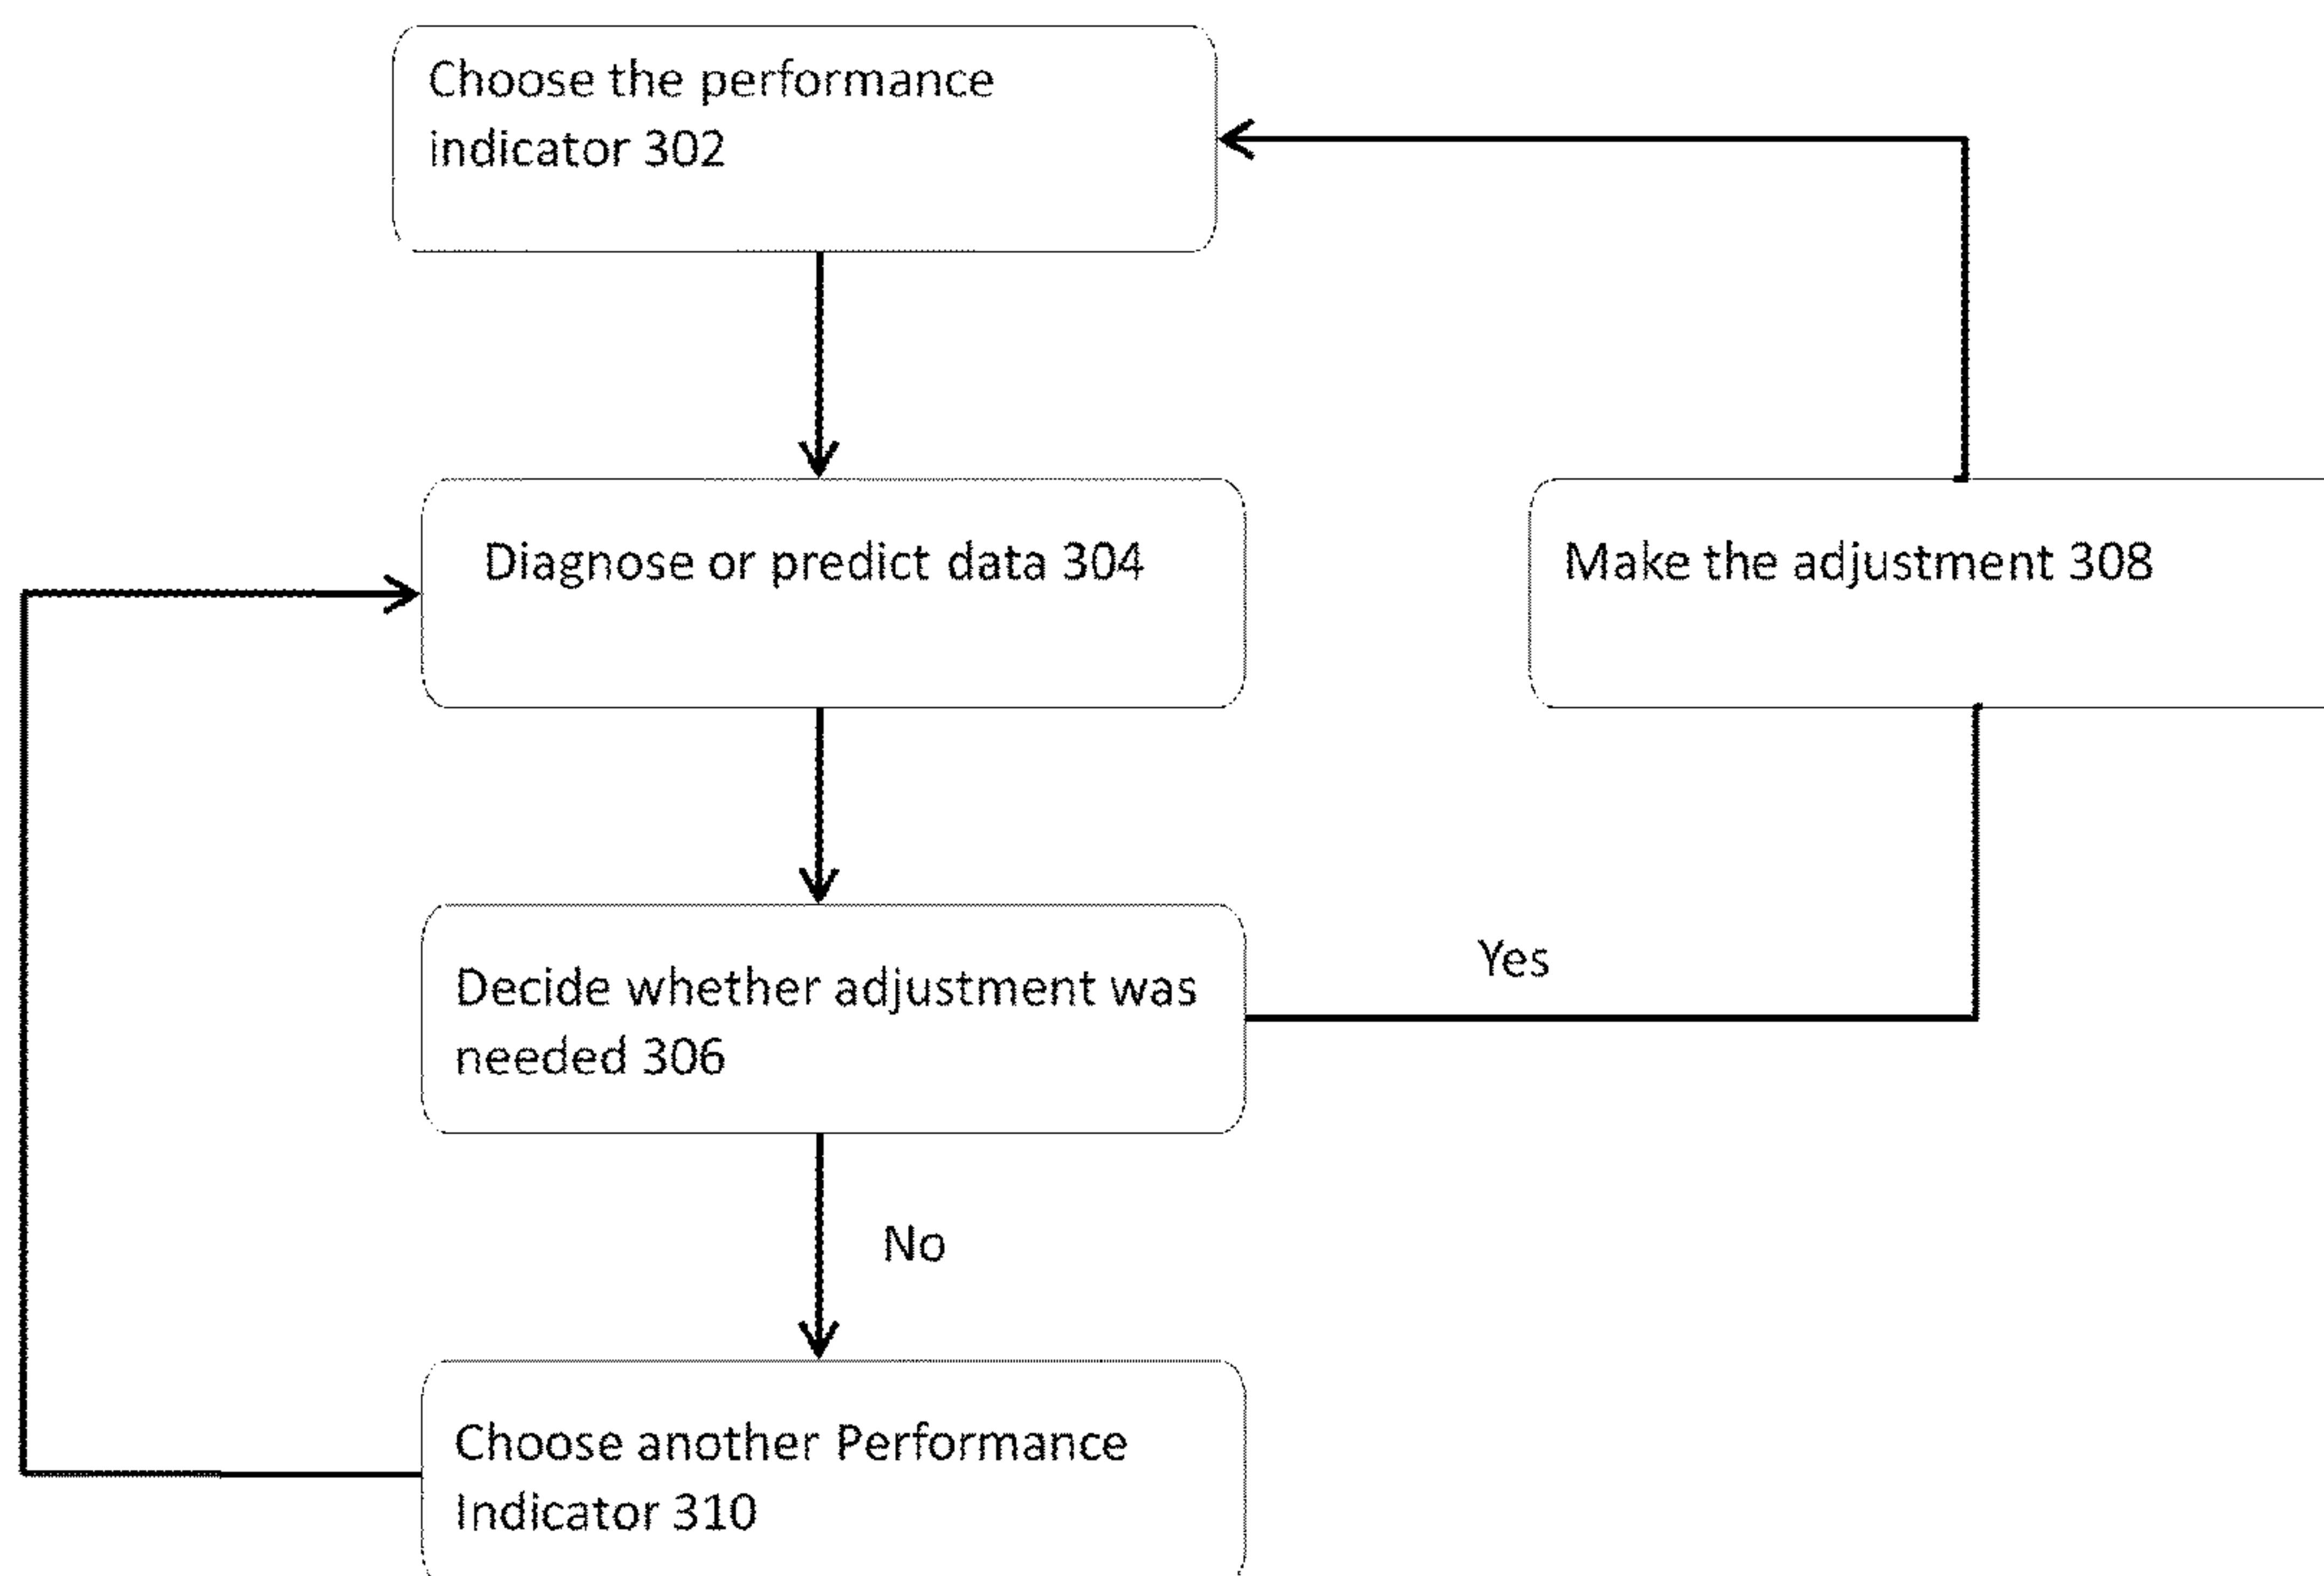 Choose the performance
indicator 302
Diagnose or predict data 304
Make the adjustment 308
Yes
Decide whether adjustment was
needed 306
No
Choose another Performance
Indicator 310